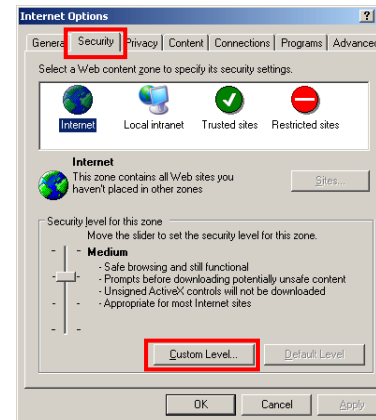 Internet Options ?
General Security Privacy Content Connections Programs Advanced
Select a Web content zone to specify its security settings.
Internet Local intranet Trusted sites Restricted sites
Internet
This zone contains all Web sites you
haven't placed in other zones
Sites...
Security level for this zone
Move the slider to set the security level for this zone.
Medium
- Safe browsing and still functional
- Prompts before downloading potentially unsafe content
- Unsigned ActiveX controls will not be downloaded
- Appropriate for most Internet sites
Custom Level... Default Level
OK Cancel Apply